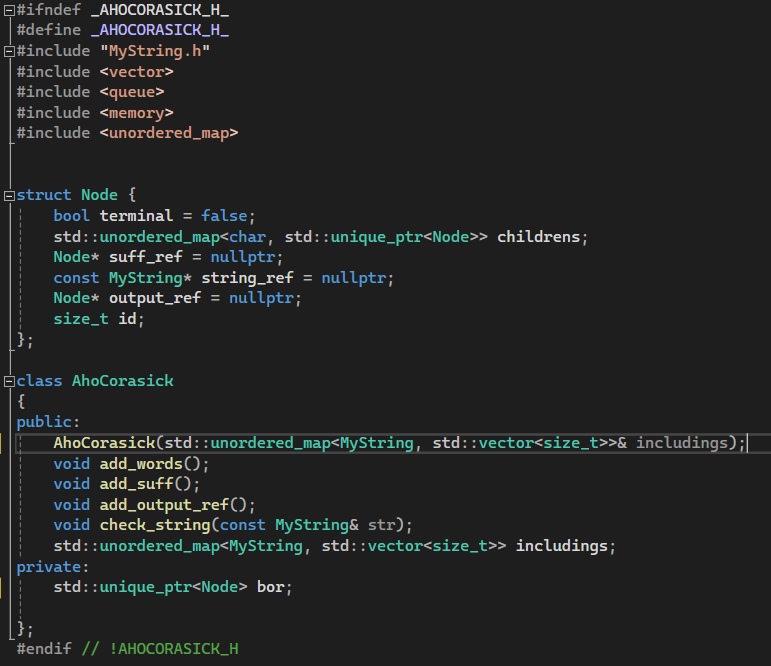 #ifndef _AHOCORASICK_H_
#define _AHOCORASICK_H_
#include "MyString.h"
#include <vector>
#include <queue>
#include <memory>
#include <unordered_map>
struct Node {
bool terminal = false;
std::unordered_map<char, std::unique_ptr<Node>> childrens;
Node* suff_ref = nullptr;
const MyString* string_ref = nullptr;
Node* output_ref = nullptr;
size_t id;
};
class AhoCorasick
{
public:
AhoCorasick(std::unordered_map<MyString, std::vector<size_t>>& includings);
void add_words();
void add_suff();
void add_output_ref();
void check_string(const MyString& str);
std::unordered_map<MyString, std::vector<size_t>> includings;
private:
std::unique_ptr<Node> bor;
};
#endif // !AHOCORASICK_H